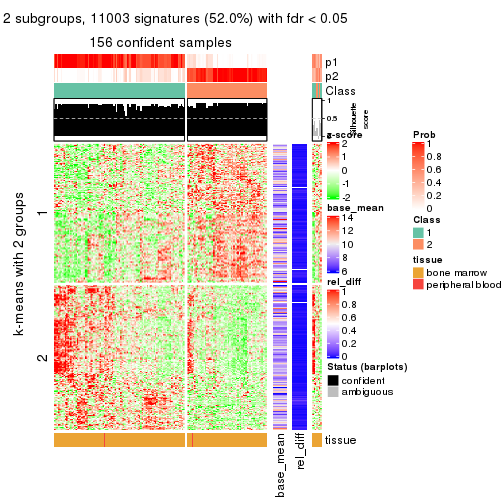 2 subgroups, 11003 signatures (52.0%) with fdr < 0.05
156 confident samples
p1
p2
Class
1
0.5
0
Silhouette
score
z-score
2
1
0
-1
-2
base_mean
14
12
10
8
6
rel_diff
1
0.8
0.6
0.4
0.2
0
Status (barplots)
confident
ambiguous
Prob
1
0.8
0.6
0.4
0.2
0
Class
1
2
tissue
bone marrow
peripheral blood
k-means with 2 groups
1
2
tissue
base_mean
rel_diff